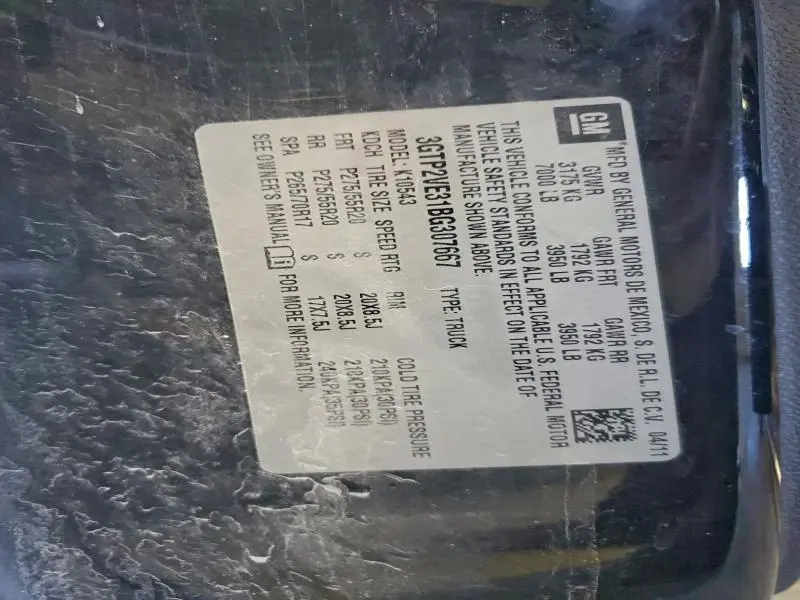 GM
MFD BY GENERAL MOTORS DE MEXICO, S. DE R.L. DE C.V. 04/11
GVWR GAWR FRT GAWR RR
3175 KG 1792 KG 1792 KG
7000 LB 3950 LB 3950 LB
THIS VEHICLE CONFORMS TO ALL APPLICABLE U.S. FEDERAL MOTOR
VEHICLE SAFETY STANDARDS IN EFFECT ON THE DATE OF
MANUFACTURE SHOWN ABOVE.
3GTP2VE31BG307667 TYPE: TRUCK
MODEL: K10543
KDCH TIRE SIZE SPEED RTG RIM COLD TIRE PRESSURE
FRT P275/55R20 S 20X8.5J 210KPA(30PSI)
RR P275/55R20 S 20X8.5J 210KPA(30PSI)
SPA P265/70R17 S 17X7.5J 240KPA(35PSI)
SEE OWNER'S MANUAL FOR MORE INFORMATION.